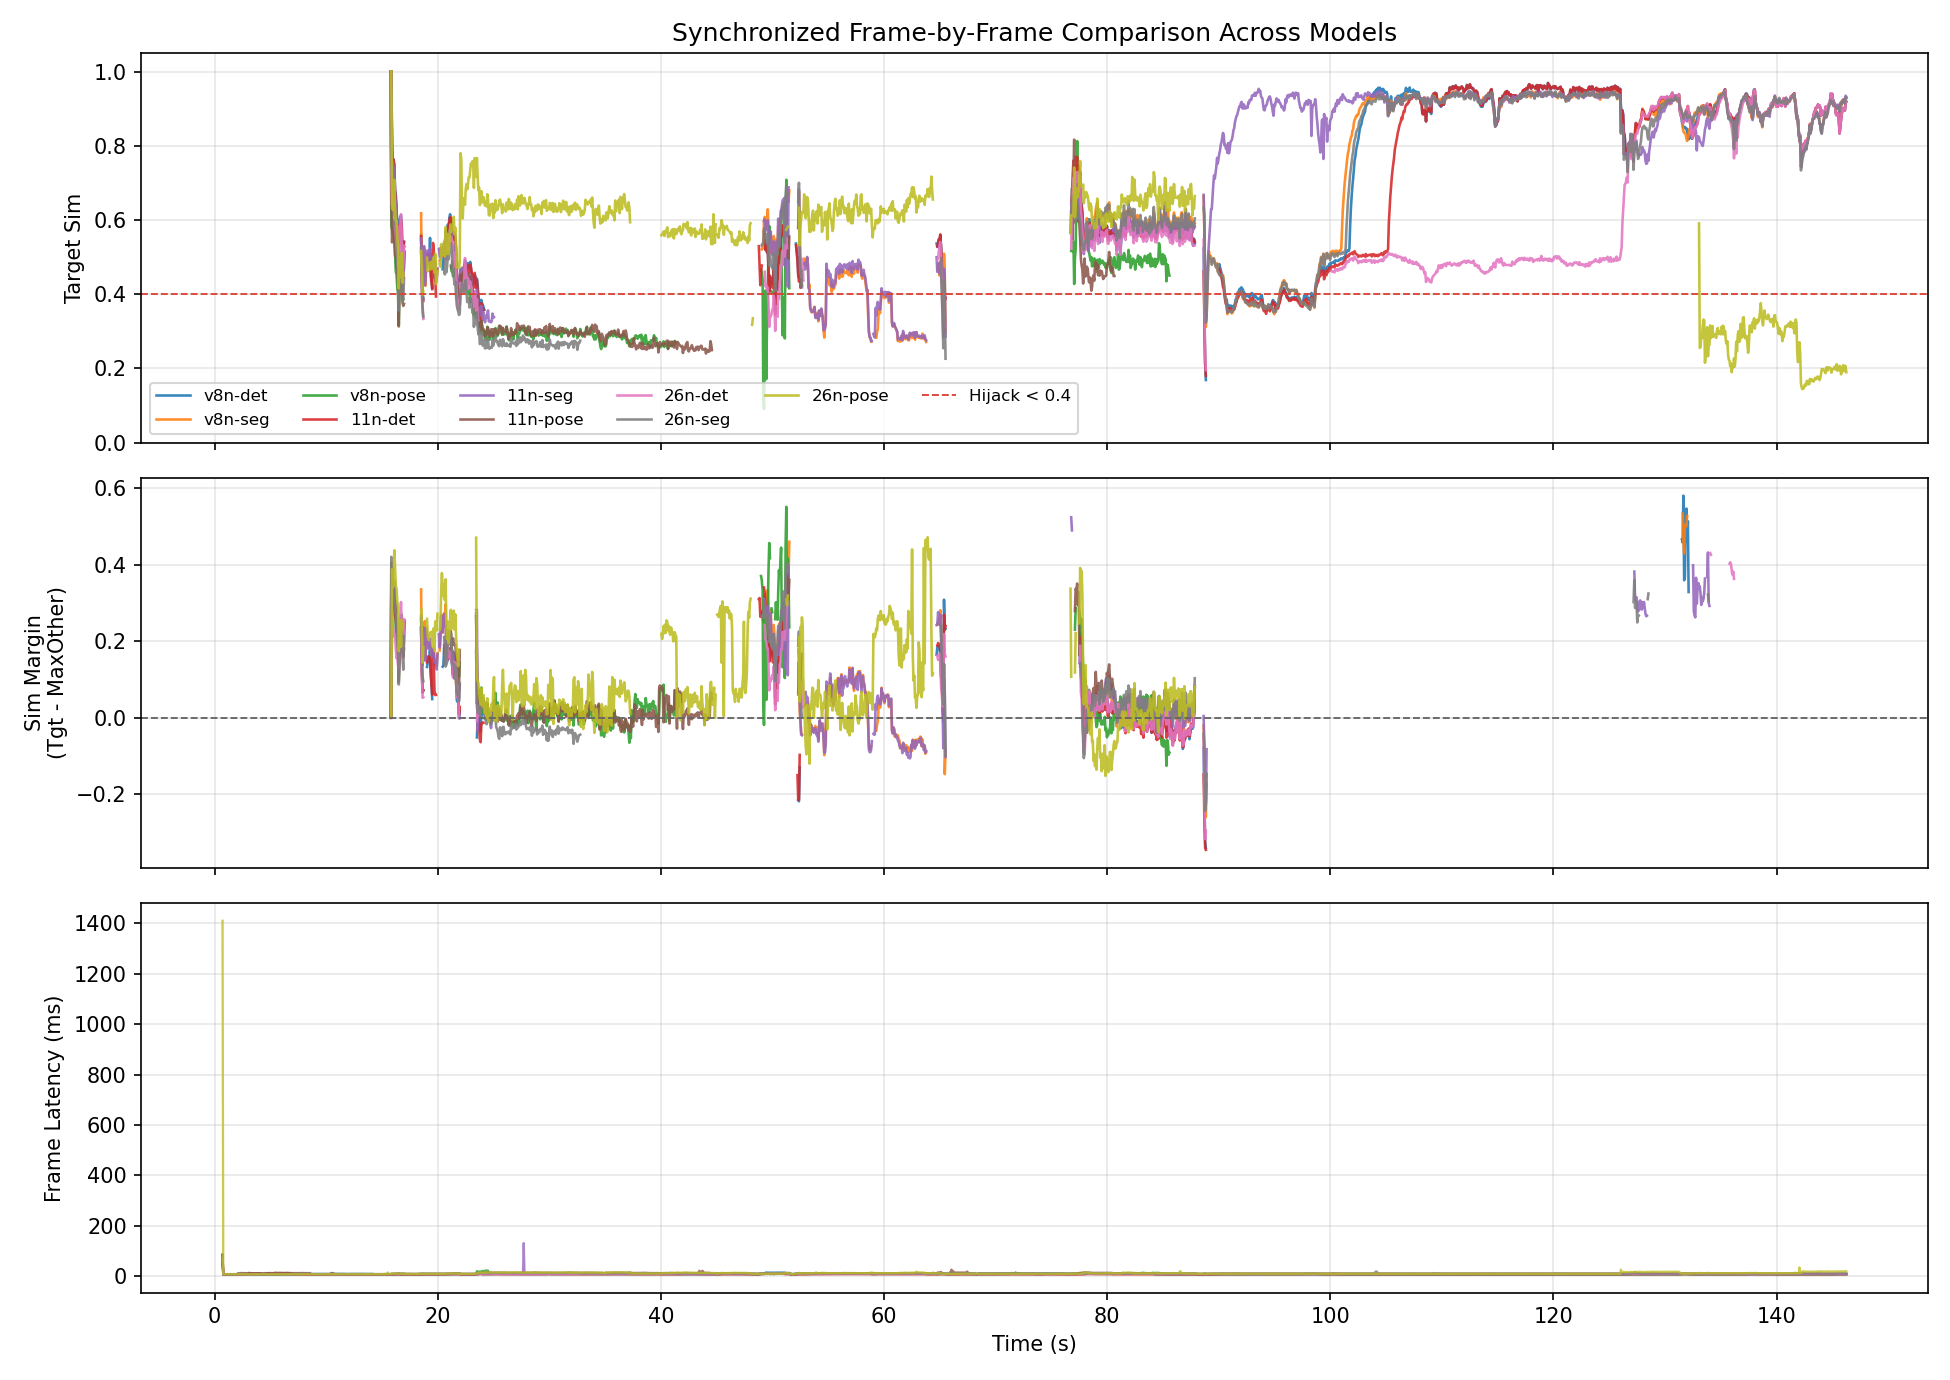 Synchronized Frame-by-Frame Comparison Across Models
Target Sim
1.0
0.8
0.6
0.4
0.2
0.0
v8n-det
v8n-seg
v8n-pose
11n-det
11n-seg
11n-pose
26n-det
26n-seg
26n-pose
Hijack < 0.4
Sim Margin
(Tgt - MaxOther)
0.6
0.4
0.2
0.0
−0.2
Frame Latency (ms)
1400
1200
1000
800
600
400
200
0
0 20 40 60 80 100 120 140
Time (s)